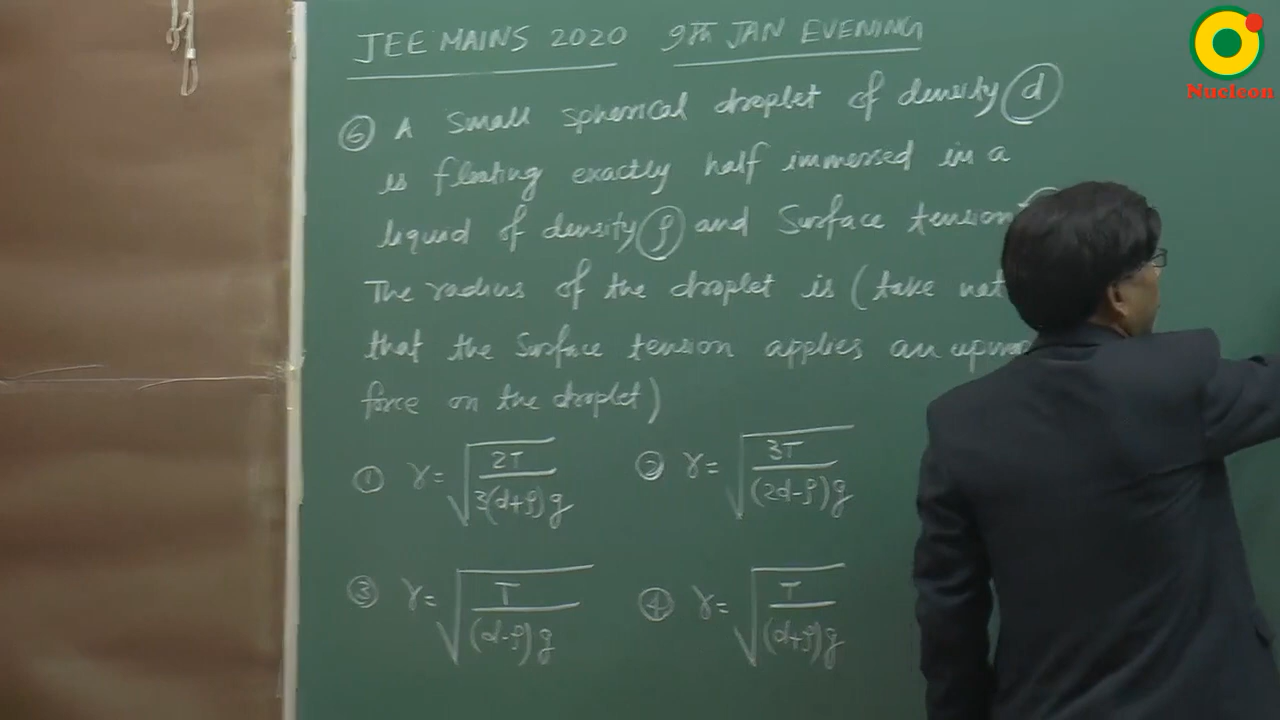 JEE MAINS 2020 9th JAN EVENING
Nucleon
⑥ A small spherical droplet of density d
is floating exactly half immersed in a
liquid of density ρ and Surface tension
The radius of the droplet is (take
that the surface tension applies an
force on the droplet)
① r = √(2T / 3(d+ρ)g) ② r = √(3T / (2d-ρ)g)
③ r = √(T / (d-ρ)g) ④ r = √(T / (d+ρ)g)